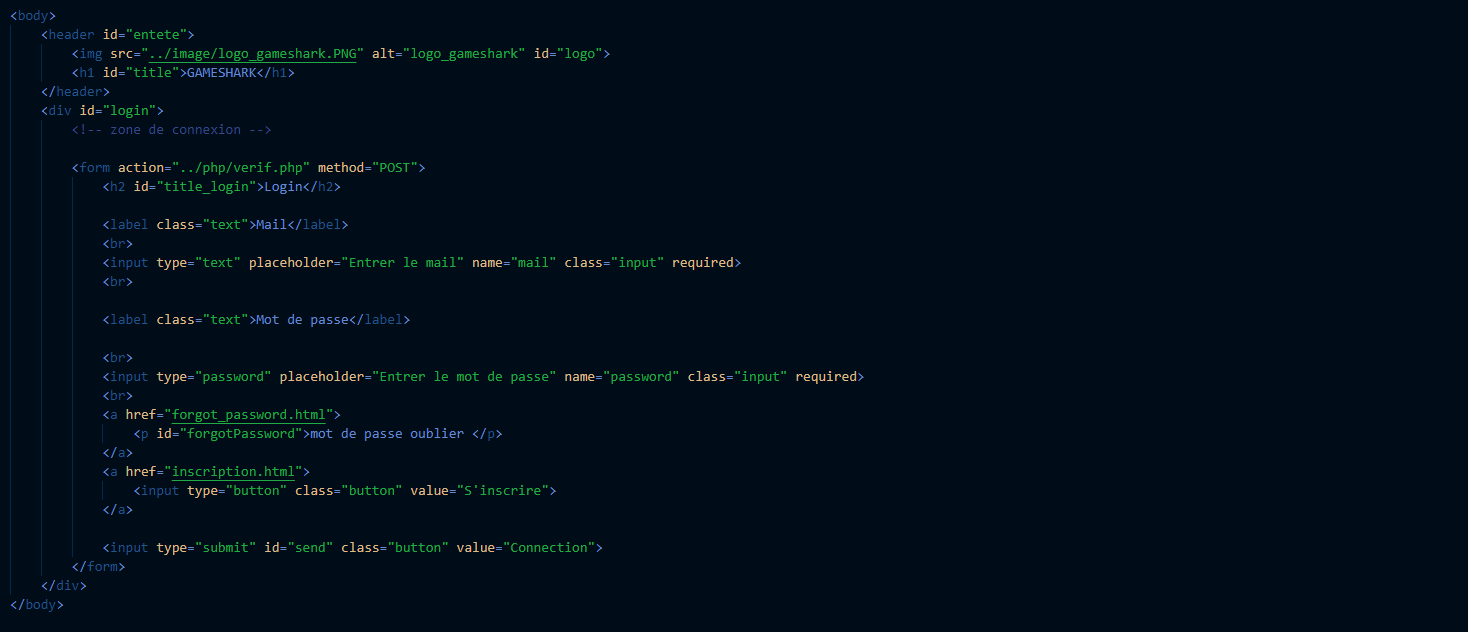 <body>
<header id="entete">
<img src="../image/logo_gameshark.PNG" alt="logo_gameshark" id="logo">
<h1 id="title">GAMESHARK</h1>
</header>
<div id="login">
<!-- zone de connexion -->
<form action="../php/verif.php" method="POST">
<h2 id="title_login">Login</h2>
<label class="text">Mail</label>
<br>
<input type="text" placeholder="Entrer le mail" name="mail" class="input" required>
<br>
<label class="text">Mot de passe</label>
<br>
<input type="password" placeholder="Entrer le mot de passe" name="password" class="input" required>
<br>
<a href="forgot_password.html">
<p id="forgotPassword">mot de passe oublier </p>
</a>
<a href="inscription.html">
<input type="button" class="button" value="S'inscrire">
</a>
<input type="submit" id="send" class="button" value="Connection">
</form>
</div>
</body>